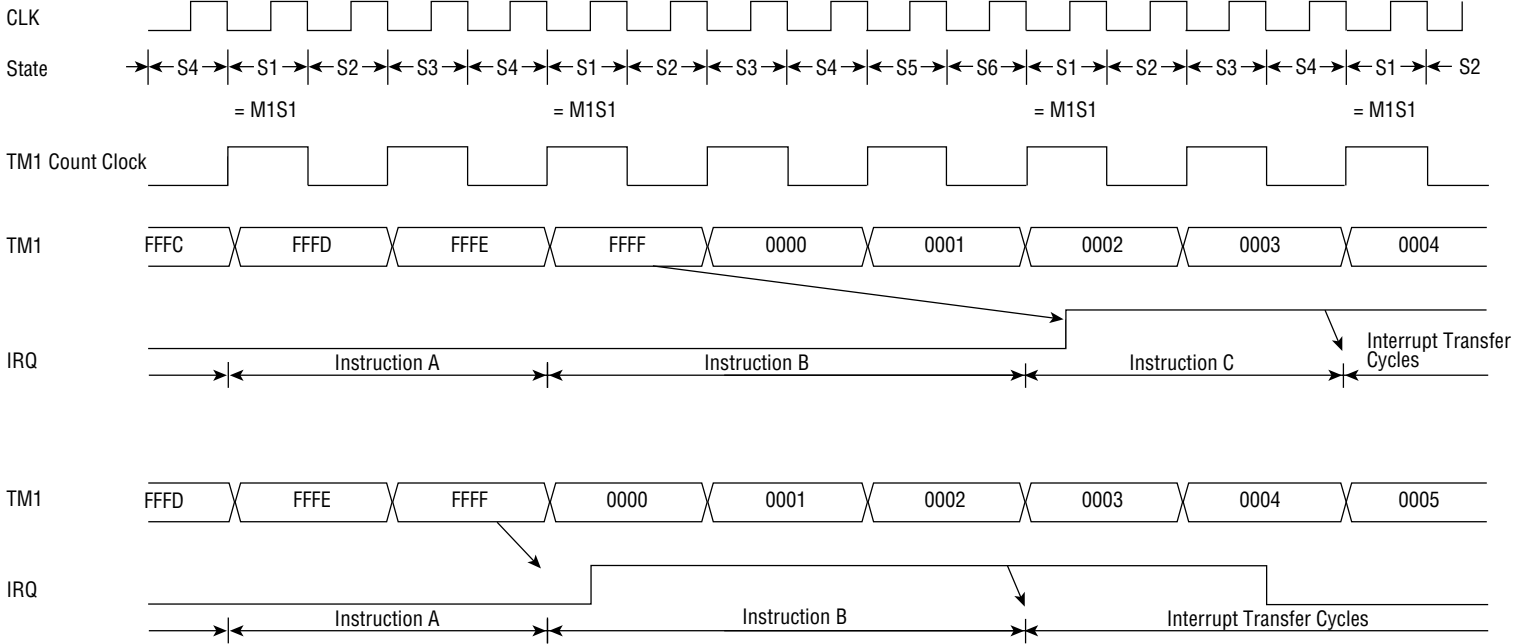 CLK
State S4 S1 S2 S3 S4 S1 S2 S3 S4 S5 S6 S1 S2 S3 S4 S1 S2
= M1S1 = M1S1 = M1S1 = M1S1
TM1 Count Clock
TM1 FFFC FFFD FFFE FFFF 0000 0001 0002 0003 0004
IRQ Instruction A Instruction B Instruction C Interrupt Transfer
Cycles
TM1 FFFD FFFE FFFF 0000 0001 0002 0003 0004 0005
IRQ
Instruction A Instruction B Interrupt Transfer Cycles